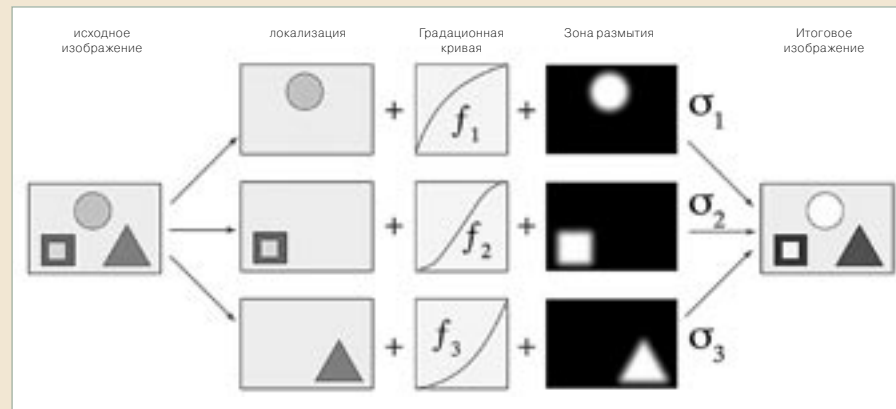 исходное
изображение
локализация
Градационная
кривая
Зона размытия
Итоговое
изображение
+ f1 + σ1
+ f2 + σ2
+ f3 + σ3